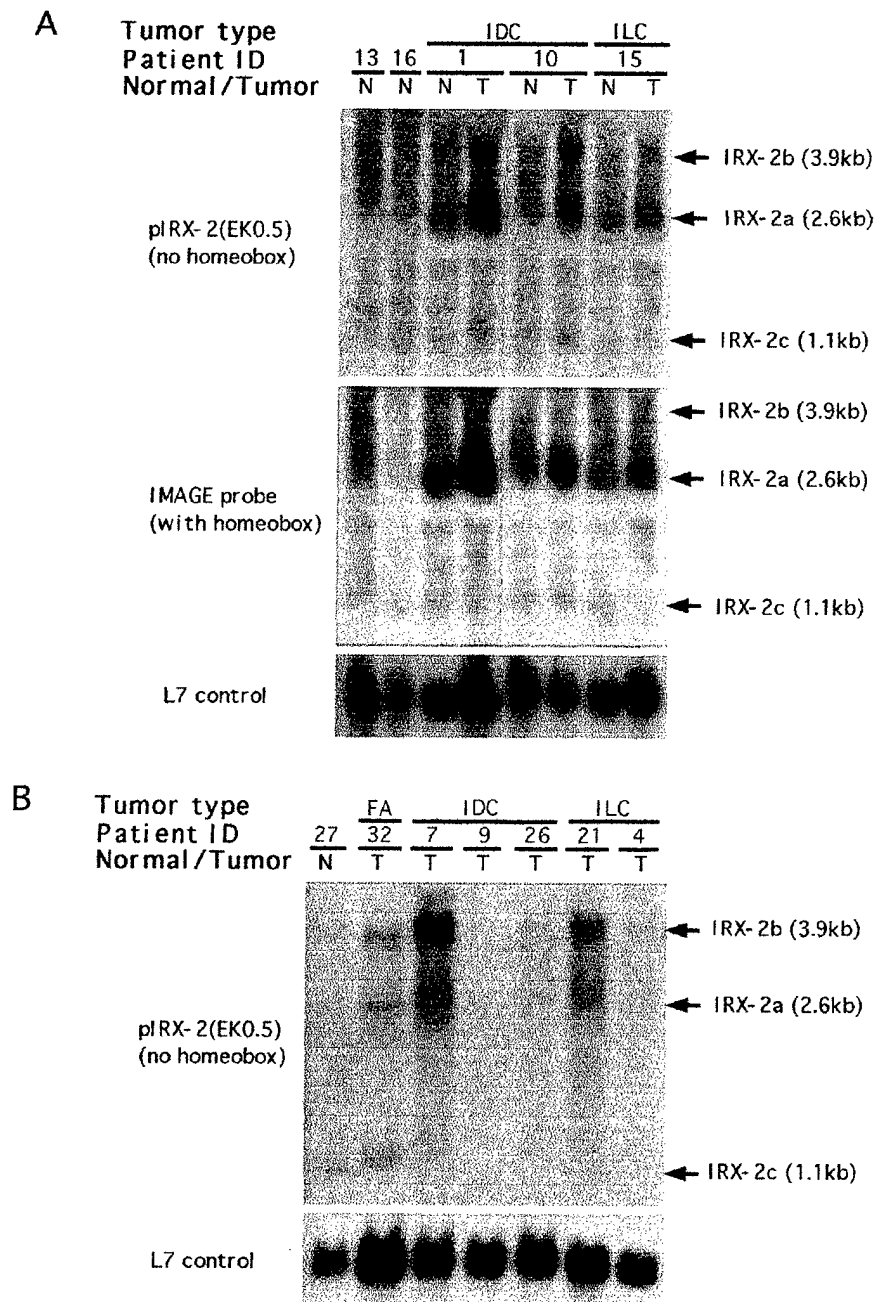 A
Tumor type IDC ILC
Patient ID 13 16 1 10 15
Normal/Tumor N N N T N T N T
pIRX-2(EK0.5)
(no homeobox)
IRX-2b (3.9kb)
IRX-2a (2.6kb)
IRX-2c (1.1kb)
IMAGE probe
(with homeobox)
IRX-2b (3.9kb)
IRX-2a (2.6kb)
IRX-2c (1.1kb)
L7 control
B
Tumor type FA IDC ILC
Patient ID 27 32 7 9 26 21 4
Normal/Tumor N T T T T T T
pIRX-2(EK0.5)
(no homeobox)
IRX-2b (3.9kb)
IRX-2a (2.6kb)
IRX-2c (1.1kb)
L7 control